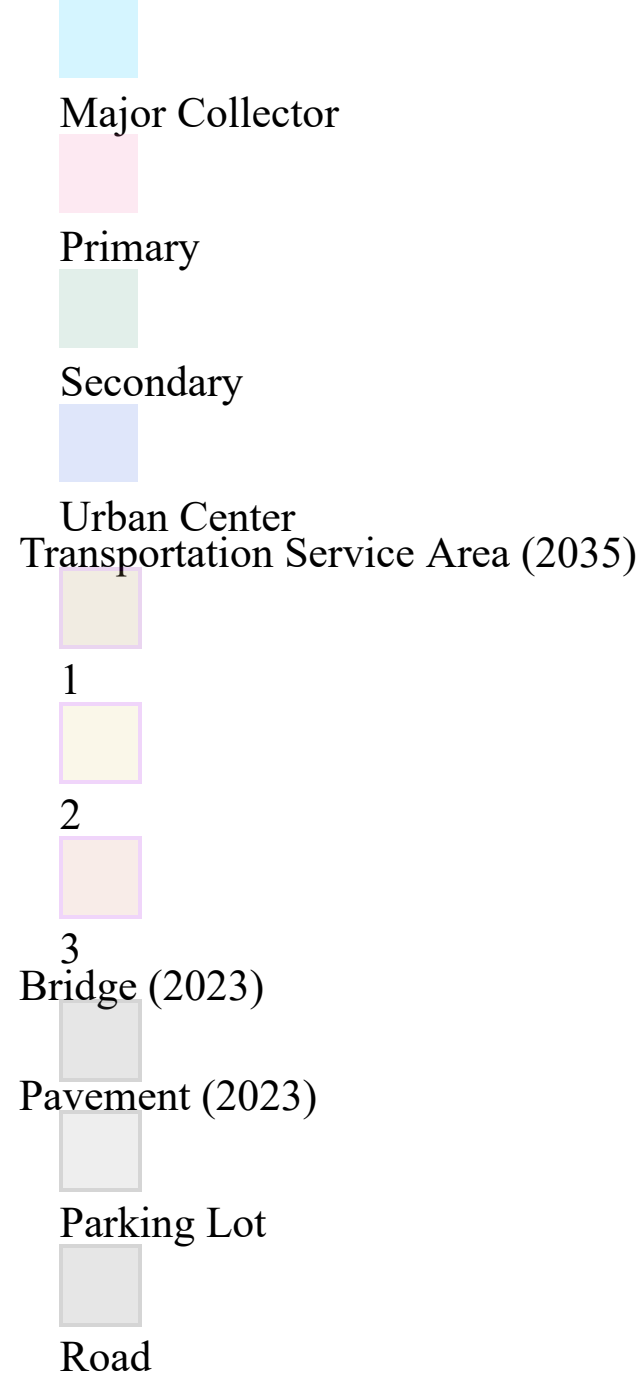 Major Collector
Primary
Secondary
Urban Center
Transportation Service Area (2035)
1
2
3
Bridge (2023)
Pavement (2023)
Parking Lot
Road